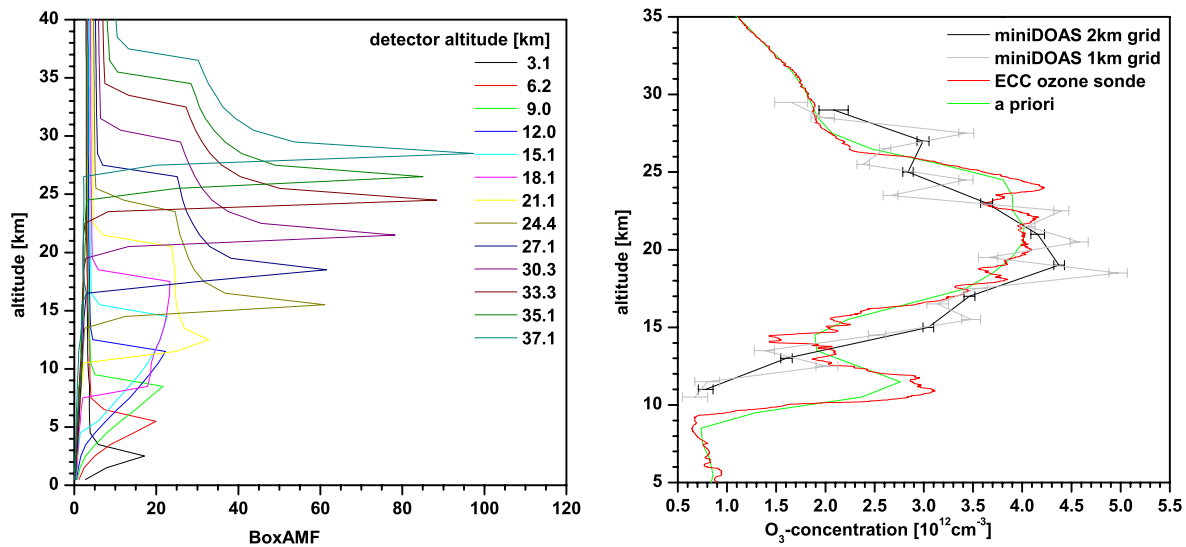 40
35
30
25
20
15
10
5
0
altitude [km]
0 20 40 60 80 100 120
BoxAMF
detector altitude [km]
3.1
6.2
9.0
12.0
15.1
18.1
21.1
24.4
27.1
30.3
33.3
35.1
37.1
35
30
25
20
15
10
5
altitude [km]
0.5 1.0 1.5 2.0 2.5 3.0 3.5 4.0 4.5 5.0 5.5
O3-concentration [10^12cm^-3]
miniDOAS 2km grid
miniDOAS 1km grid
ECC ozone sonde
a priori